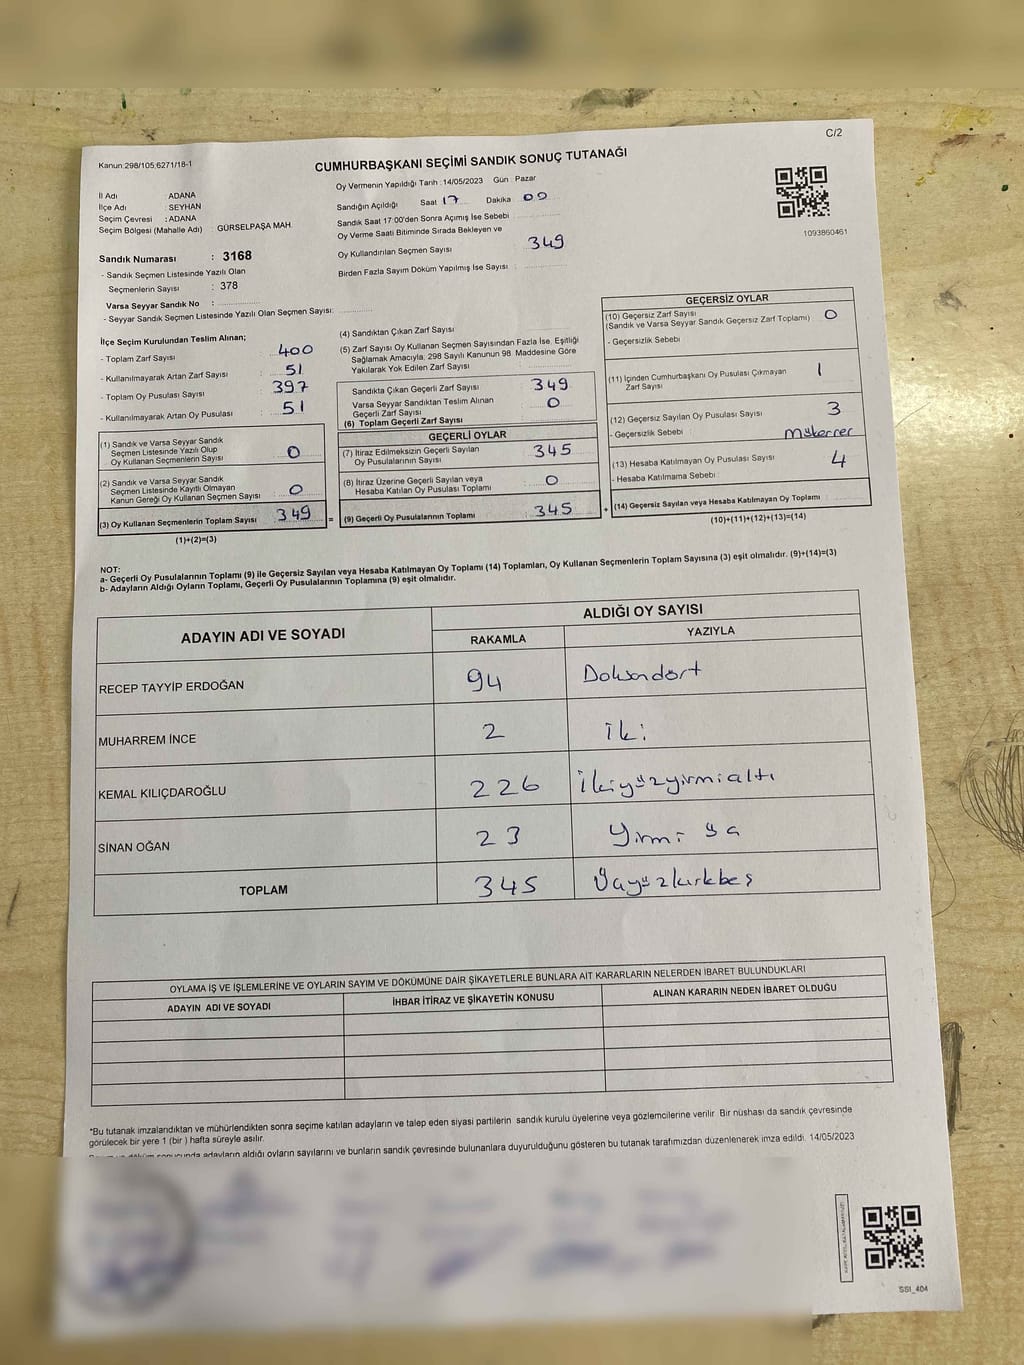 C/2
Kanun:298/105,6271/18-1
CUMHURBAŞKANI SEÇİMİ SANDIK SONUÇ TUTANAĞI
İl Adı : ADANA
İlçe Adı : SEYHAN
Seçim Çevresi : ADANA
Seçim Bölgesi (Mahalle Adı) : GÜRSELPAŞA MAH.
Sandık Numarası : 3168
- Sandık Seçmen Listesinde Yazılı Olan
Seçmenlerin Sayısı : 378
Varsa Seyyar Sandık No :
- Seyyar Sandık Seçmen Listesinde Yazılı Olan Seçmen Sayısı:
Oy Vermenin Yapıldığı Tarih : 14/05/2023 Gün : Pazar
Sandığın Açıldığı Saat 17 Dakika 00
Sandık Saat 17:00'den Sonra Açımış İse Sebebi
Oy Verme Saati Bitiminde Sırada Bekleyen ve
Oy Kullandırılan Seçmen Sayısı 349
Birden Fazla Sayım Döküm Yapılmış İse Sayısı :
1093860461
İlçe Seçim Kurulundan Teslim Alınan;
- Toplam Zarf Sayısı 400
- Kullanılmayarak Artan Zarf Sayısı 51
- Toplam Oy Pusulası Sayısı 397
- Kullanılmayarak Artan Oy Pusulası 51
(1) Sandık ve Varsa Seyyar Sandık
Seçmen Listesinde Yazılı Olup
Oy Kullanan Seçmenlerin Sayısı 0
(2) Sandık ve Varsa Seyyar Sandık
Seçmen Listesinde Kayıtlı Olmayan
Kanun Gereği Oy Kullanan Seçmen Sayısı 0
(3) Oy Kullanan Seçmenlerin Toplam Sayısı 349 =
(1)+(2)=(3)
(4) Sandıktan Çıkan Zarf Sayısı
(5) Zarf Sayısı Oy Kullanan Seçmen Sayısından Fazla İse, Eşitliği
Sağlamak Amacıyla, 298 Sayılı Kanunun 98. Maddesine Göre
Yakılarak Yok Edilen Zarf Sayısı
Sandıkta Çıkan Geçerli Zarf Sayısı 349
Varsa Seyyar Sandıktan Teslim Alınan
Geçerli Zarf Sayısı 0
(6) Toplam Geçerli Zarf Sayısı
GEÇERLİ OYLAR
(7) İtiraz Edilmeksizin Geçerli Sayılan
Oy Pusulalarının Sayısı 345
(8) İtiraz Üzerine Geçerli Sayılan veya
Hesaba Katılan Oy Pusulası Toplamı 0
(9) Geçerli Oy Pusulalarının Toplamı 345 +
GEÇERSİZ OYLAR
(10) Geçersiz Zarf Sayısı
(Sandık ve Varsa Seyyar Sandık Geçersiz Zarf Toplamı) 0
- Geçersizlik Sebebi
(11) İçinden Cumhurbaşkanı Oy Pusulası Çıkmayan
Zarf Sayısı 1
(12) Geçersiz Sayılan Oy Pusulası Sayısı 3
- Geçersizlik Sebebi Mükerrer
(13) Hesaba Katılmayan Oy Pusulası Sayısı 4
- Hesaba Katılmama Sebebi :
(14) Geçersiz Sayılan veya Hesaba Katılmayan Oy Toplamı
(10)+(11)+(12)+(13)=(14)
NOT:
a- Geçerli Oy Pusulalarının Toplamı (9) ile Geçersiz Sayılan veya Hesaba Katılmayan Oy Toplamı (14) Toplamları, Oy Kullanan Seçmenlerin Toplam Sayısına (3) eşit olmalıdır. (9)+(14)=(3)
b- Adayların Aldığı Oyların Toplamı, Geçerli Oy Pusulalarının Toplamına (9) eşit olmalıdır.
ADAYIN ADI VE SOYADI ALDIĞI OY SAYISI
RAKAMLA YAZIYLA
RECEP TAYYİP ERDOĞAN 94 Doksandört
MUHARREM İNCE 2 iki
KEMAL KILIÇDAROĞLU 226 İkiyüzyirmialtı
SİNAN OĞAN 23 Yirmi üç
TOPLAM 345 Üçyüzkırkbeş
OYLAMA İŞ VE İŞLEMLERİNE VE OYLARIN SAYIM VE DÖKÜMÜNE DAİR ŞİKAYETLERLE BUNLARA AİT KARARLARIN NELERDEN İBARET BULUNDUKLARI
ADAYIN ADI VE SOYADI İHBAR İTİRAZ VE ŞİKAYETİN KONUSU ALINAN KARARIN NEDEN İBARET OLDUĞU
*Bu tutanak imzalandıktan ve mühürlendikten sonra seçime katılan adayların ve talep eden siyasi partilerin sandık kurulu üyelerine veya gözlemcilerine verilir. Bir nüshası da sandık çevresinde
görülecek bir yere 1 (bir ) hafta süreyle asılır.
sonucunda adayların aldığı oyların sayılarını ve bunların sandık çevresinde bulunanlara duyurulduğunu gösteren bu tutanak tarafımızdan düzenlenerek imza edildi. 14/05/2023
SSI_404